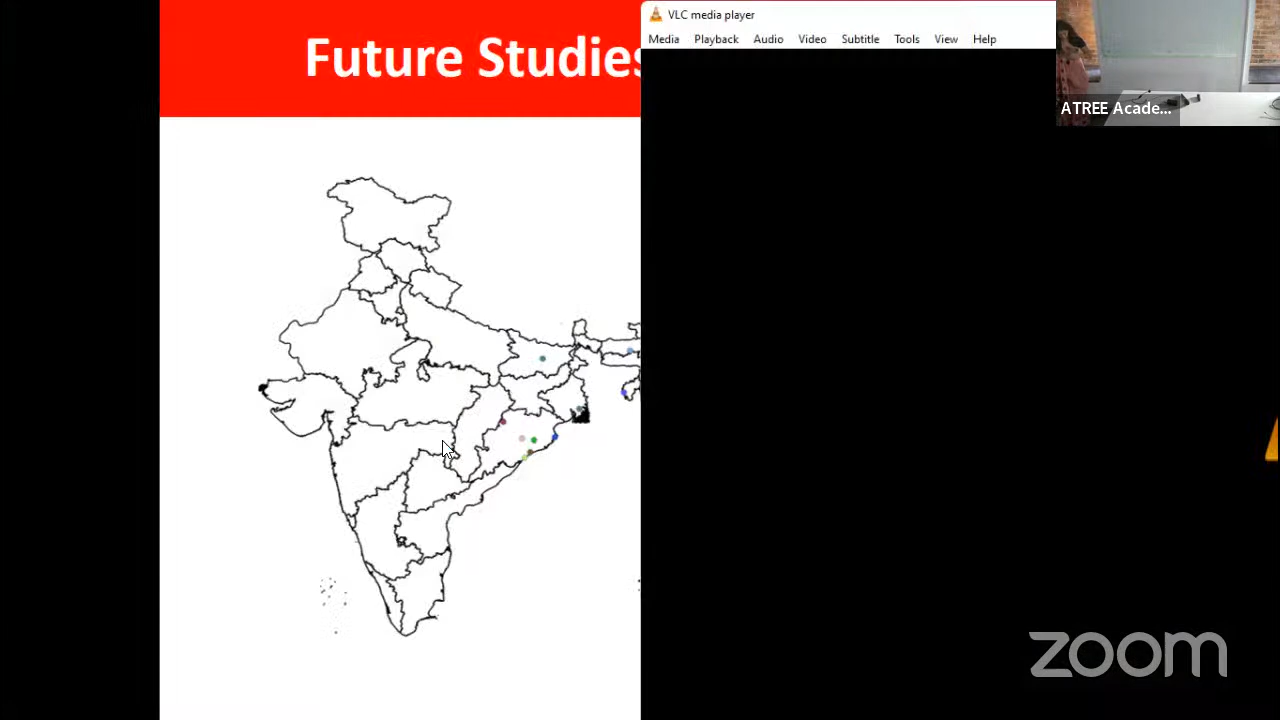 Future Studies
VLC media player
Media Playback Audio Video Subtitle Tools View Help
ATREE Acade...
zoom